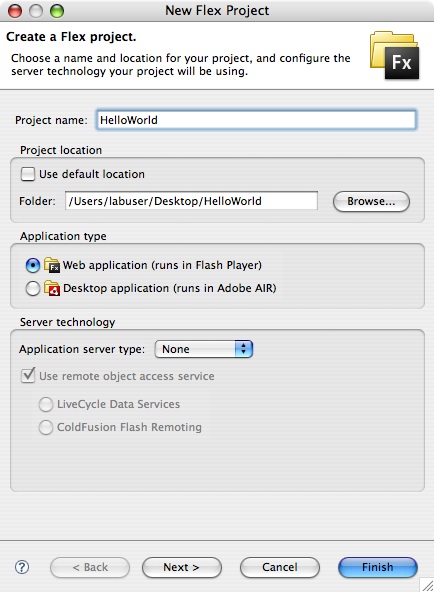 New Flex Project
Create a Flex project.
Choose a name and location for your project, and configure the
server technology your project will be using.
Fx
Project name: HelloWorld
Project location
Use default location
Folder: /Users/labuser/Desktop/HelloWorld Browse...
Application type
Fx Web application (runs in Flash Player)
Desktop application (runs in Adobe AIR)
Server technology
Application server type: None
Use remote object access service
LiveCycle Data Services
ColdFusion Flash Remoting
? < Back Next > Cancel Finish